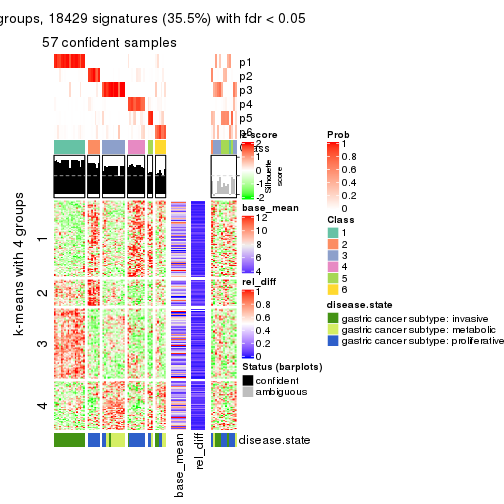 groups, 18429 signatures (35.5%) with fdr < 0.05
57 confident samples
p1
p2
p3
p4
p5
p6
Class
z-score
2
1
0
-1
-2
Silhouette
score
base_mean
12
10
8
6
4
rel_diff
1
0.8
0.6
0.4
0.2
0
Status (barplots)
confident
ambiguous
Prob
1
0.8
0.6
0.4
0.2
0
Class
1
2
3
4
5
6
disease.state
gastric cancer subtype: invasive
gastric cancer subtype: metabolic
gastric cancer subtype: proliferative
k-means with 4 groups
1
2
3
4
disease.state
base_mean
rel_diff